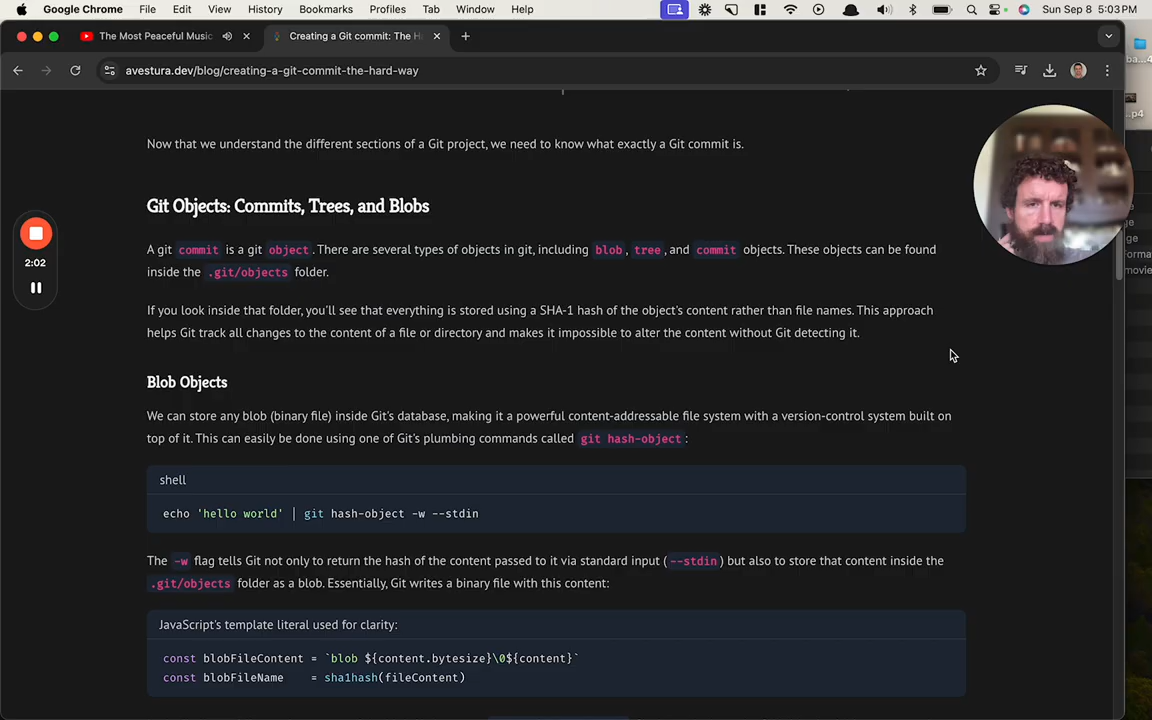 Google Chrome File Edit View History Bookmarks Profiles Tab Window Help Sun Sep 8 5:03 PM
The Most Peaceful Music
Creating a Git commit: The Ha
avestura.dev/blog/creating-a-git-commit-the-hard-way
Now that we understand the different sections of a Git project, we need to know what exactly a Git commit is.
Git Objects: Commits, Trees, and Blobs
A git commit is a git object. There are several types of objects in git, including blob, tree, and commit objects. These objects can be found
inside the .git/objects folder.
2:02
If you look inside that folder, you'll see that everything is stored using a SHA-1 hash of the object's content rather than file names. This approach
helps Git track all changes to the content of a file or directory and makes it impossible to alter the content without Git detecting it.
Blob Objects
We can store any blob (binary file) inside Git's database, making it a powerful content-addressable file system with a version-control system built on
top of it. This can easily be done using one of Git's plumbing commands called git hash-object:
shell
echo 'hello world' | git hash-object -w --stdin
The -w flag tells Git not only to return the hash of the content passed to it via standard input (--stdin) but also to store that content inside the
.git/objects folder as a blob. Essentially, Git writes a binary file with this content:
JavaScript's template literal used for clarity:
const blobFileContent = `blob ${content.bytesize}\0${content}`
const blobFileName = sha1hash(fileContent)